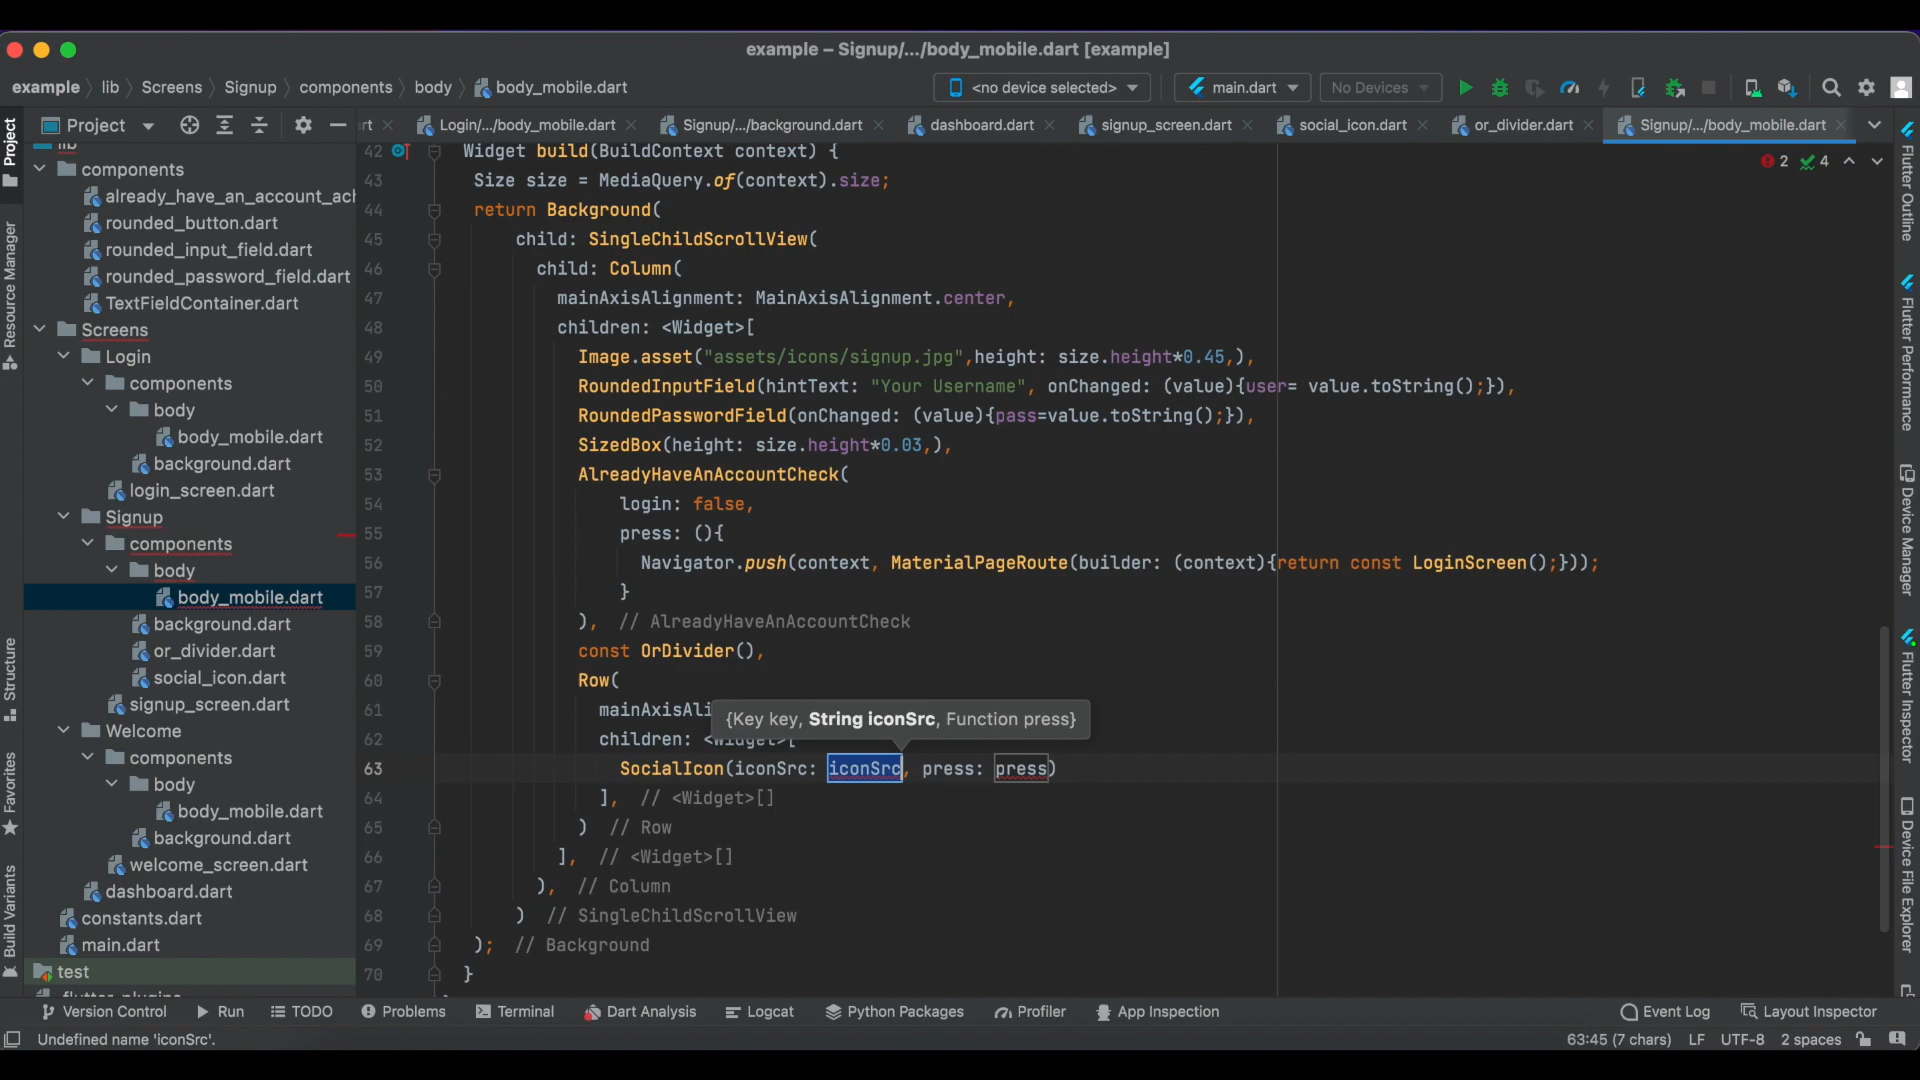 example – Signup/.../body_mobile.dart [example]
example lib Screens Signup components body body_mobile.dart
<no device selected> main.dart No Devices
Project
rt Login/.../body_mobile.dart Signup/.../background.dart dashboard.dart signup_screen.dart social_icon.dart or_divider.dart Signup/.../body_mobile.dart
lib
components
already_have_an_account_ach
rounded_button.dart
rounded_input_field.dart
rounded_password_field.dart
TextFieldContainer.dart
Screens
Login
components
body
body_mobile.dart
background.dart
login_screen.dart
Signup
components
body
body_mobile.dart
background.dart
or_divider.dart
social_icon.dart
signup_screen.dart
Welcome
components
body
body_mobile.dart
background.dart
welcome_screen.dart
dashboard.dart
constants.dart
main.dart
test
2 4
42 Widget build(BuildContext context) {
43 Size size = MediaQuery.of(context).size;
44 return Background(
45 child: SingleChildScrollView(
46 child: Column(
47 mainAxisAlignment: MainAxisAlignment.center,
48 children: <Widget>[
49 Image.asset("assets/icons/signup.jpg",height: size.height*0.45,),
50 RoundedInputField(hintText: "Your Username", onChanged: (value){user= value.toString();}),
51 RoundedPasswordField(onChanged: (value){pass=value.toString();}),
52 SizedBox(height: size.height*0.03,),
53 AlreadyHaveAnAccountCheck(
54 login: false,
55 press: (){
56 Navigator.push(context, MaterialPageRoute(builder: (context){return const LoginScreen();}));
57 }
58 ), // AlreadyHaveAnAccountCheck
59 const OrDivider(),
60 Row(
61 mainAxisAli
{Key key, String iconSrc, Function press}
62 children: <Widget>[
63 SocialIcon(iconSrc: iconSrc, press: press)
64 ], // <Widget>[]
65 ) // Row
66 ], // <Widget>[]
67 ), // Column
68 ) // SingleChildScrollView
69 ); // Background
70 }
Project
Resource Manager
Structure
Favorites
Build Variants
Flutter Outline
Flutter Performance
Device Manager
Flutter Inspector
Device File Explorer
Version Control Run TODO Problems Terminal Dart Analysis Logcat Python Packages Profiler App Inspection Event Log Layout Inspector
Undefined name 'iconSrc'. 63:45 (7 chars) LF UTF-8 2 spaces